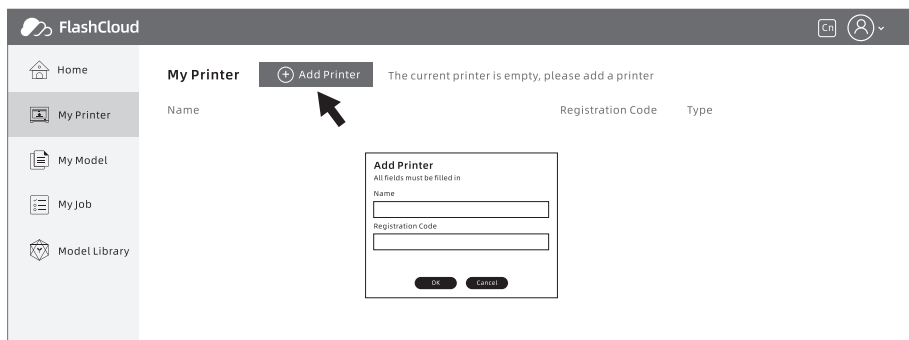 FlashCloud
Cn
Home
My Printer
My Model
My Job
Model Library
My Printer
Add Printer
The current printer is empty, please add a printer
Name Registration Code Type
Add Printer
All fields must be filled in
Name
Registration Code
OK Cancel